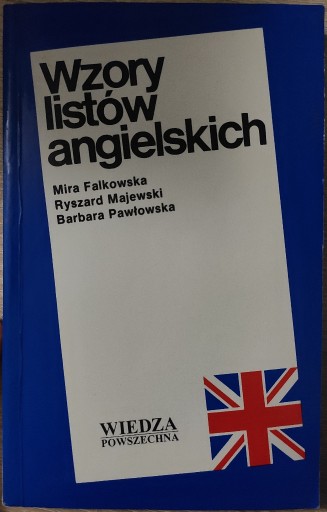 Wzory
listów
angielskich
Mira Falkowska
Ryszard Majewski
Barbara Pawłowska
WIEDZA
POWSZECHNA